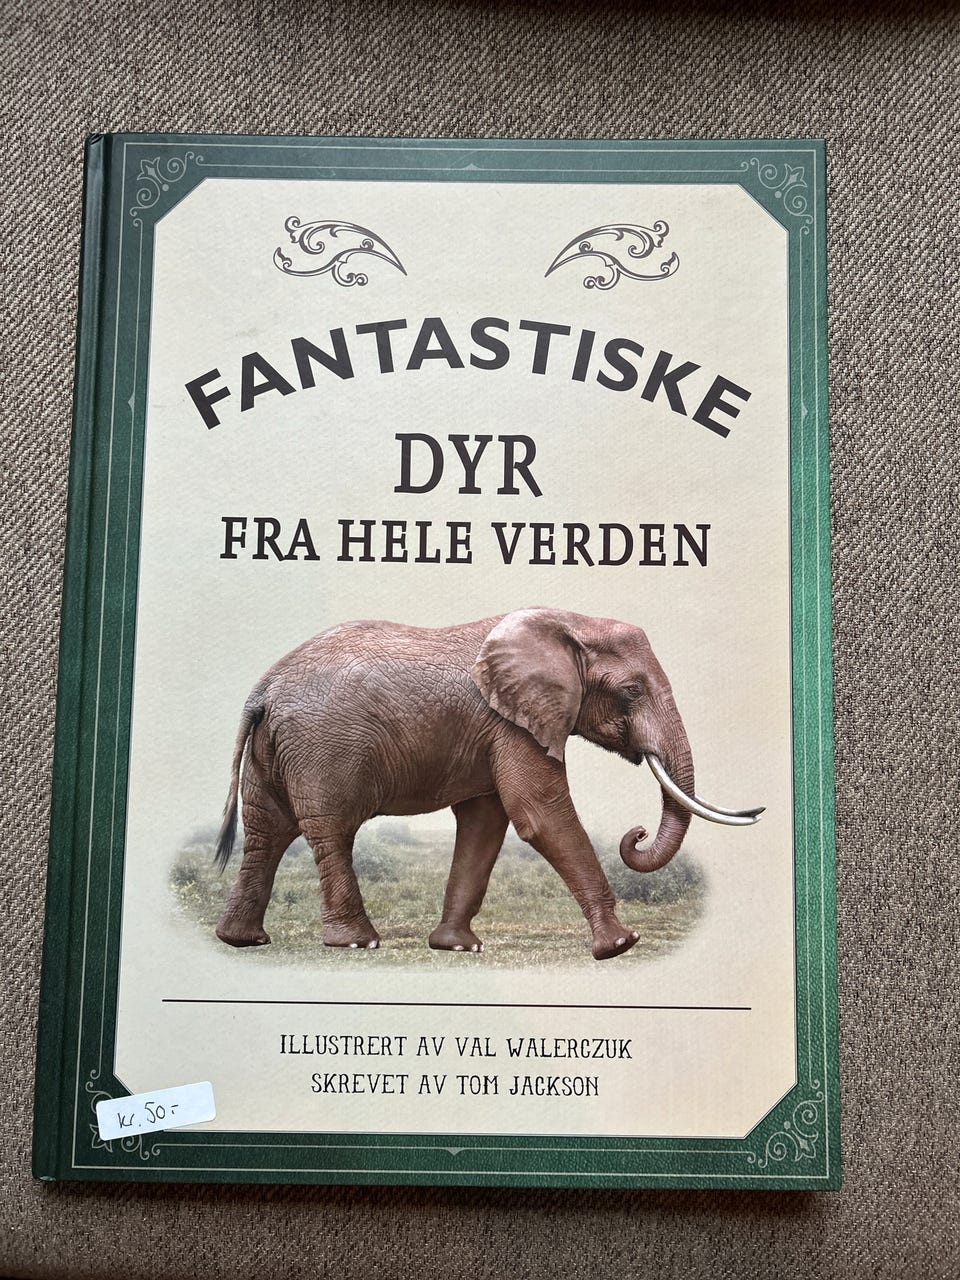 FANTASTISKE
DYR
FRA HELE VERDEN
ILLUSTRERT AV VAL WALERCZUK
SKREVET AV TOM JACKSON
kr. 50:-